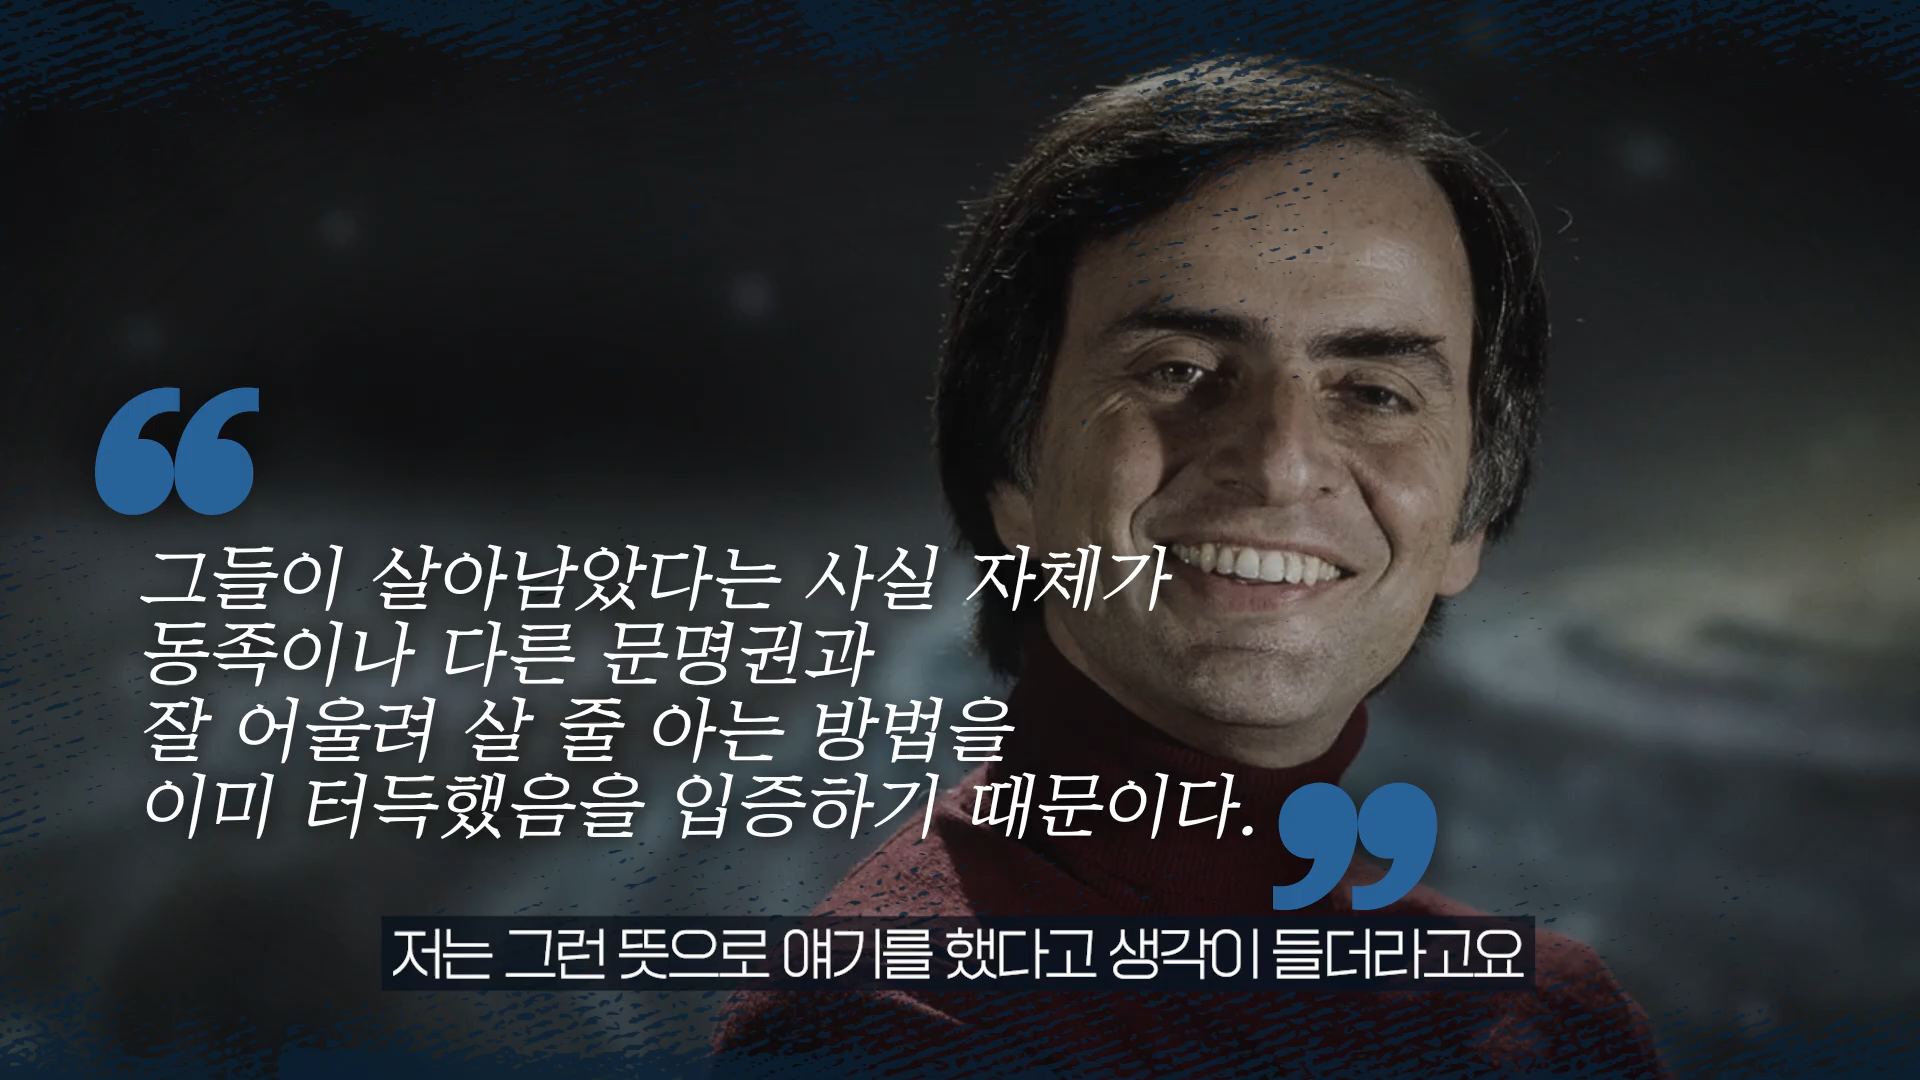 그들이 살아남았다는 사실 자체가
동족이나 다른 문명권과
잘 어울려 살 줄 아는 방법을
이미 터득했음을 입증하기 때문이다.
저는 그런 뜻으로 얘기를 했다고 생각이 들더라고요